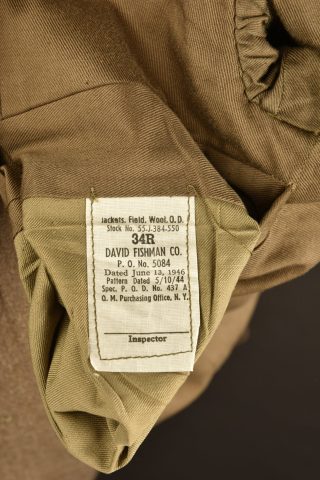 Jackets, Field, Wool, O.D.
Stock No. 55-J-384-550
34R
DAVID FISHMAN CO.
P. O. No. 5084
Dated June 13, 1946
Pattern Dated 5/10/44
Spec. P. Q. D. No. 437 A
Q. M. Purchasing Office, N. Y.
Inspector